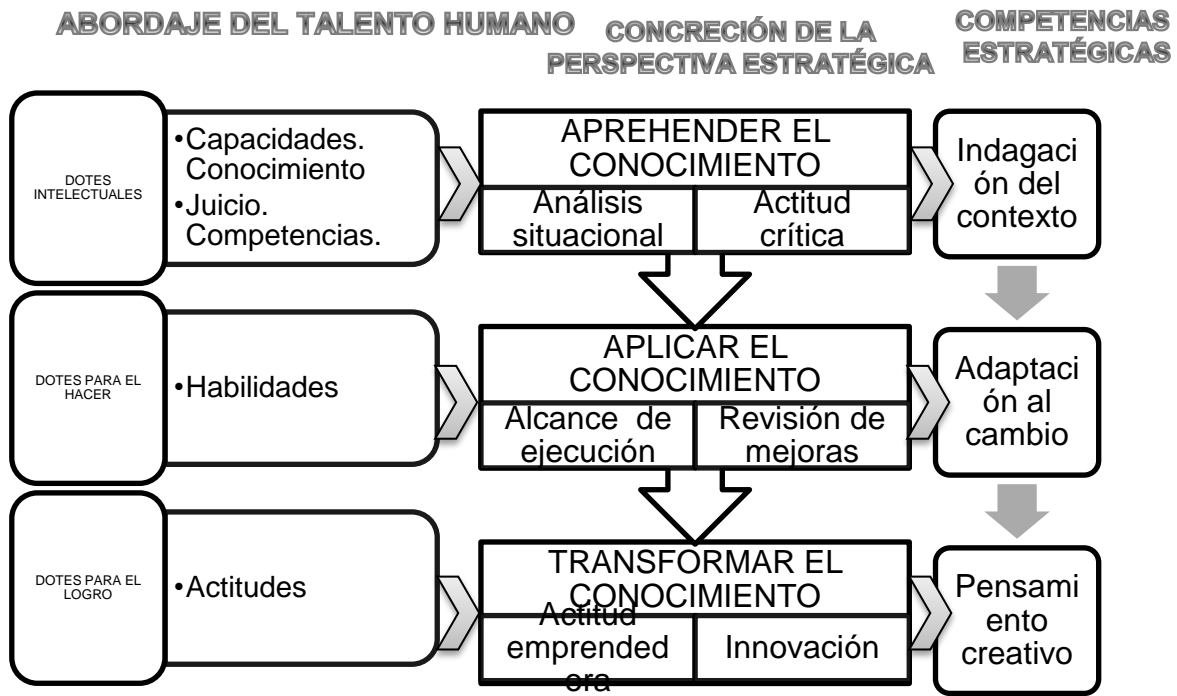 ABORDAJE DEL TALENTO HUMANO
CONCRECIÓN DE LA
PERSPECTIVA ESTRATÉGICA
COMPETENCIAS
ESTRATÉGICAS
DOTES
INTELECTUALES
•Capacidades.
Conocimiento
•Juicio.
Competencias.
APREHENDER EL
CONOCIMIENTO
Análisis
situacional
Actitud
crítica
Indagaci
ón del
contexto
DOTES PARA EL
HACER
•Habilidades
APLICAR EL
CONOCIMIENTO
Alcance de
ejecución
Revisión de
mejoras
Adaptaci
ón al
cambio
DOTES PARA EL
LOGRO
•Actitudes
TRANSFORMAR EL
CONOCIMIENTO
Actitud
emprended
ora
Innovación
Pensami
ento
creativo